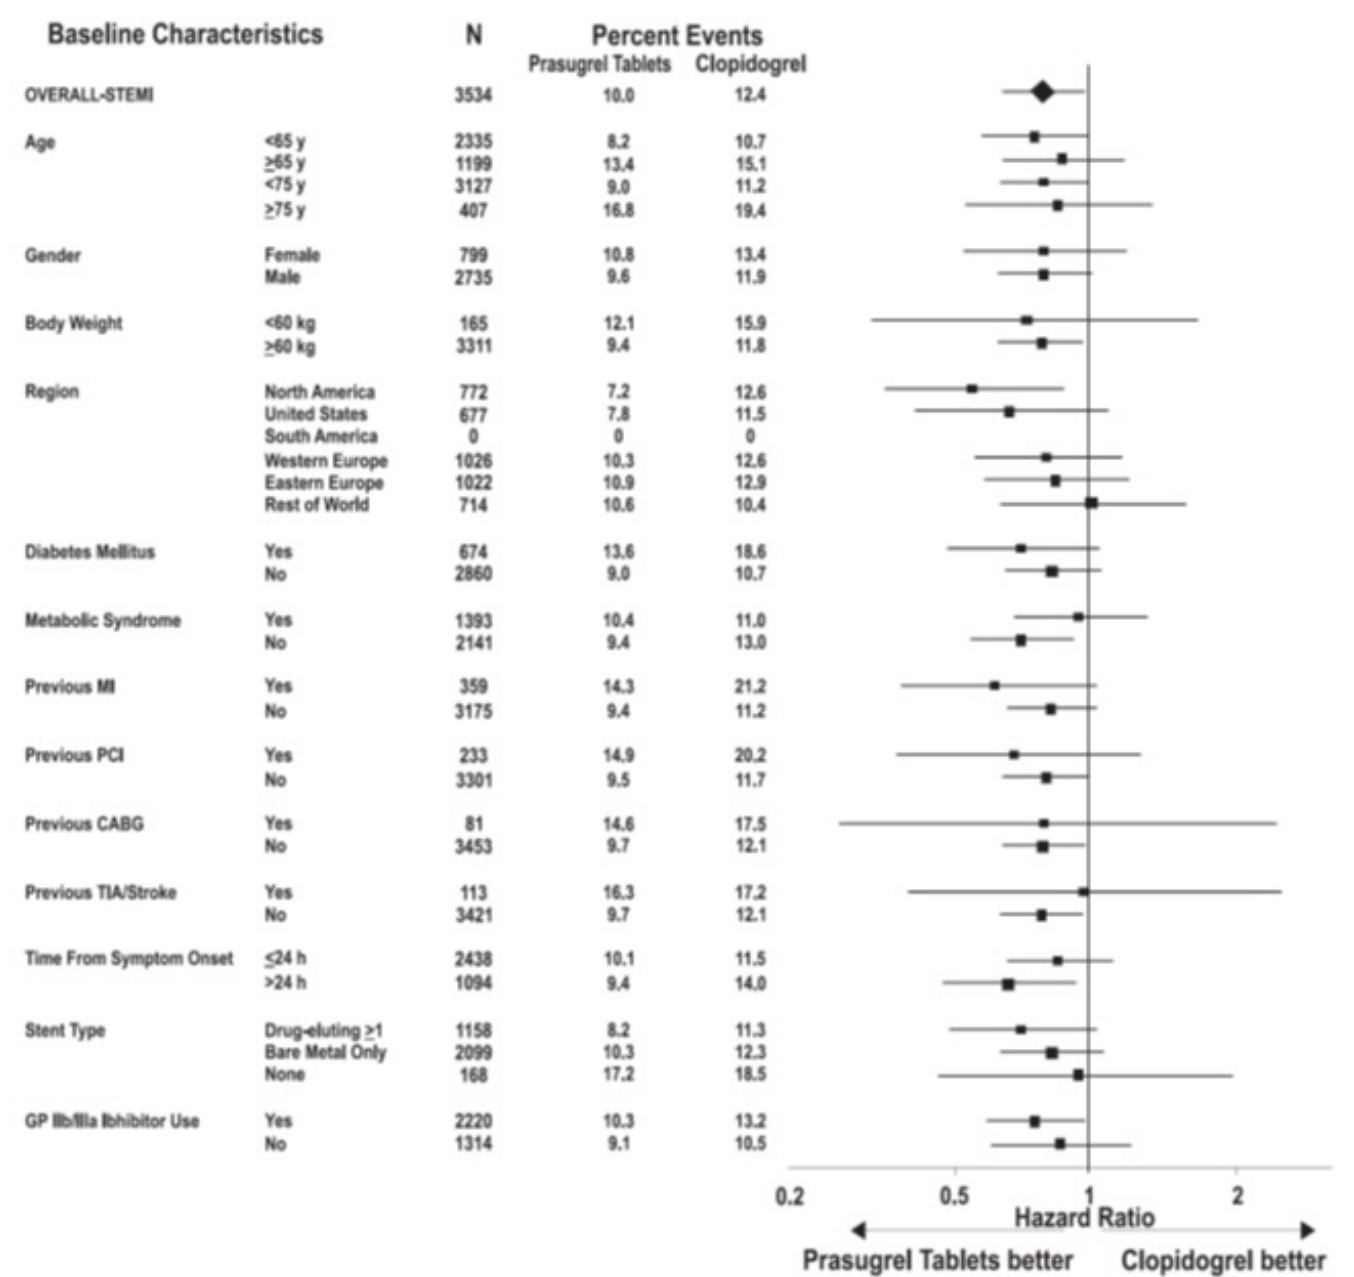 Baseline Characteristics N Percent Events
Prasugrel Tablets Clopidogrel
OVERALL-STEMI 3534 10.0 12.4
Age <65 y 2335 8.2 10.7
≥65 y 1199 13.4 15.1
<75 y 3127 9.0 11.2
≥75 y 407 16.8 19.4
Gender Female 799 10.8 13.4
Male 2735 9.6 11.9
Body Weight <60 kg 165 12.1 15.9
≥60 kg 3311 9.4 11.8
Region North America 772 7.2 12.6
United States 677 7.8 11.5
South America 0 0 0
Western Europe 1026 10.3 12.6
Eastern Europe 1022 10.9 12.9
Rest of World 714 10.6 10.4
Diabetes Mellitus Yes 674 13.6 18.6
No 2860 9.0 10.7
Metabolic Syndrome Yes 1393 10.4 11.0
No 2141 9.4 13.0
Previous MI Yes 359 14.3 21.2
No 3175 9.4 11.2
Previous PCI Yes 233 14.9 20.2
No 3301 9.5 11.7
Previous CABG Yes 81 14.6 17.5
No 3453 9.7 12.1
Previous TIA/Stroke Yes 113 16.3 17.2
No 3421 9.7 12.1
Time From Symptom Onset ≤24 h 2438 10.1 11.5
>24 h 1094 9.4 14.0
Stent Type Drug-eluting ≥1 1158 8.2 11.3
Bare Metal Only 2099 10.3 12.3
None 168 17.2 18.5
GP IIb/IIIa Ibhibitor Use Yes 2220 10.3 13.2
No 1314 9.1 10.5
0.2 0.5 1 2
Hazard Ratio
Prasugrel Tablets better Clopidogrel better